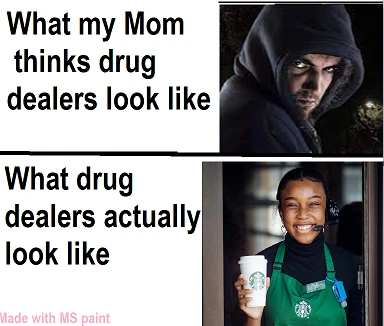 What my Mom
thinks drug
dealers look like
What drug
dealers actually
look like
Made with MS paint